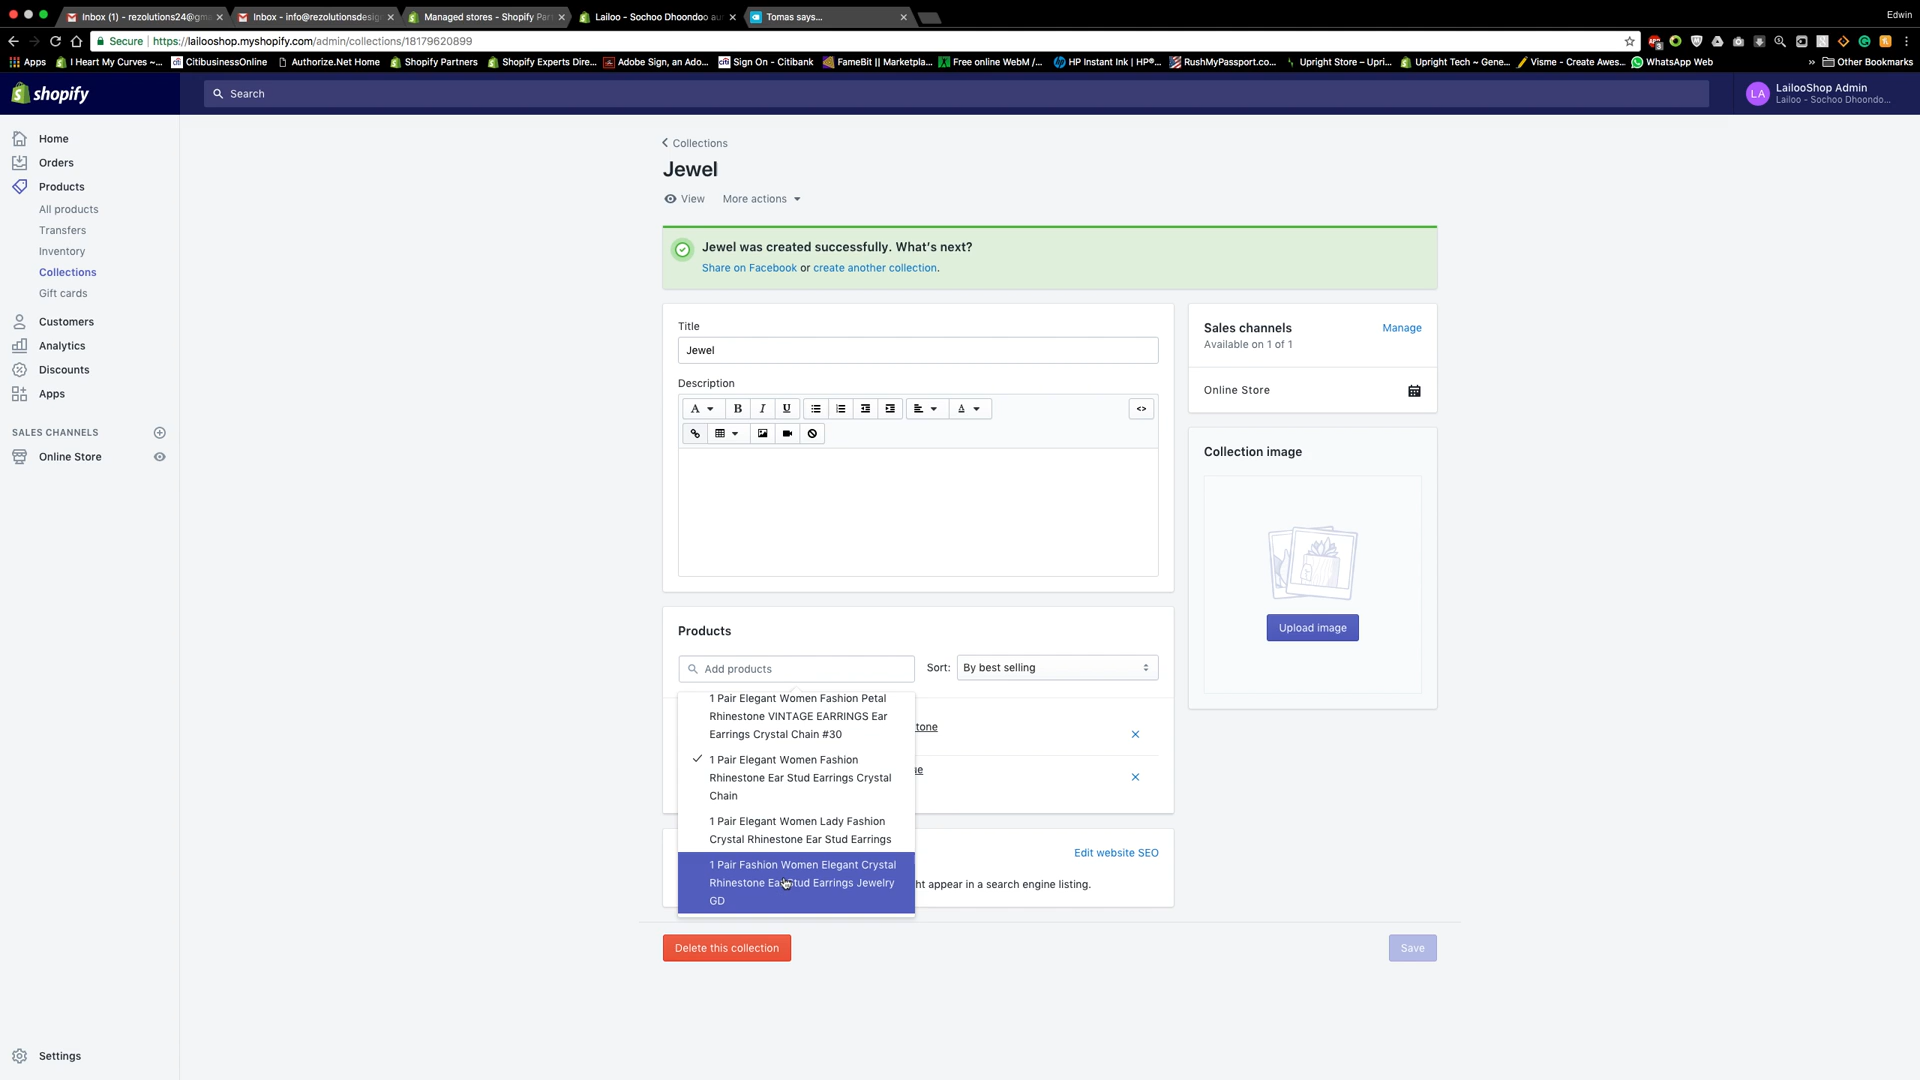 Inbox (1) - rezolutions24@gm
Inbox - info@rezolutionsdesig
Managed stores - Shopify Par
Lailoo - Sochoo Dhoondoo au
Tomas says...
Edwin
Secure
https://lailooshop.myshopify.com/admin/collections/18179620899
Apps
I Heart My Curves ~...
CitibusinessOnline
Authorize.Net Home
Shopify Partners
Shopify Experts Dire...
Adobe Sign, an Ado...
Sign On - Citibank
FameBit || Marketpla...
Free online WebM /...
HP Instant Ink | HP®...
RushMyPassport.co...
Upright Store – Upri...
Upright Tech ~ Gene...
Visme - Create Awes...
WhatsApp Web
»
Other Bookmarks
shopify
Search
LA
LailooShop Admin
Lailoo - Sochoo Dhoondo...
Home
Orders
Products
All products
Transfers
Inventory
Collections
Gift cards
Customers
Analytics
Discounts
Apps
SALES CHANNELS
Online Store
Settings
Collections
Jewel
View
More actions
Jewel was created successfully. What's next?
Share on Facebook or create another collection.
Title
Jewel
Description
A
B
I
U
A
<>
Products
Add products
Sort:
By best selling
1 Pair Elegant Women Fashion Petal
Rhinestone VINTAGE EARRINGS Ear
Earrings Crystal Chain #30
1 Pair Elegant Women Fashion
Rhinestone Ear Stud Earrings Crystal
Chain
1 Pair Elegant Women Lady Fashion
Crystal Rhinestone Ear Stud Earrings
1 Pair Fashion Women Elegant Crystal
Rhinestone Ear Stud Earrings Jewelry
GD
tone
Edit website SEO
ht appear in a search engine listing.
Delete this collection
Save
Sales channels
Manage
Available on 1 of 1
Online Store
Collection image
Upload image